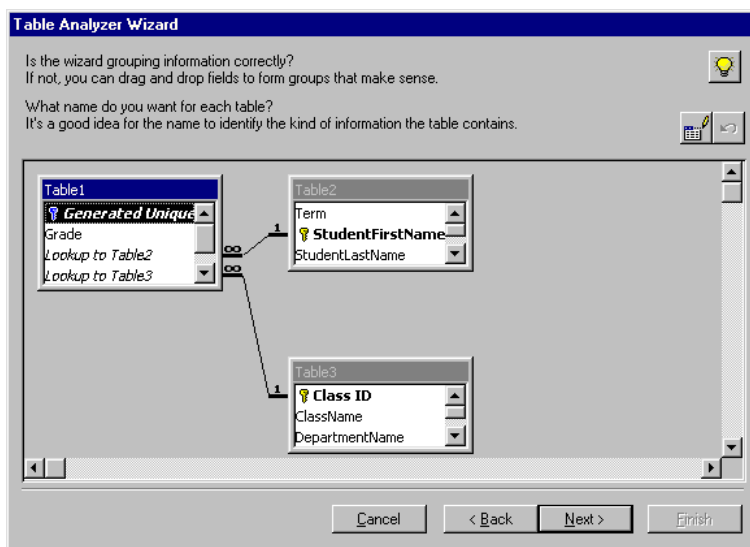 Table Analyzer Wizard
Is the wizard grouping information correctly?
If not, you can drag and drop fields to form groups that make sense.
What name do you want for each table?
It's a good idea for the name to identify the kind of information the table contains.
Table1
Generated Unique
Grade
Lookup to Table2
Lookup to Table3
∞
∞
1
Table2
Term
StudentFirstName
StudentLastName
1
Table3
Class ID
ClassName
DepartmentName
Cancel
< Back
Next >
Finish